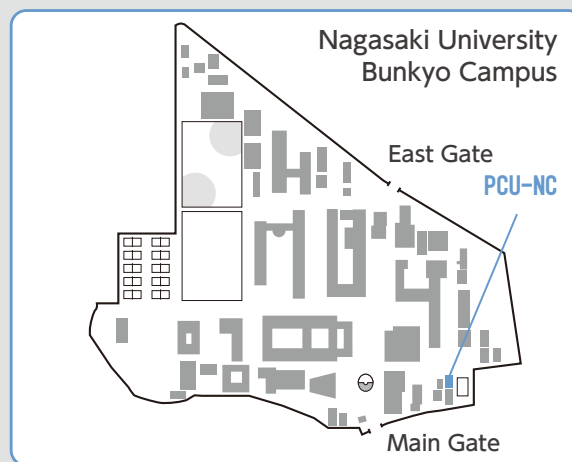 Nagasaki University
Bunkyo Campus
East Gate
PCU-NC
Main Gate